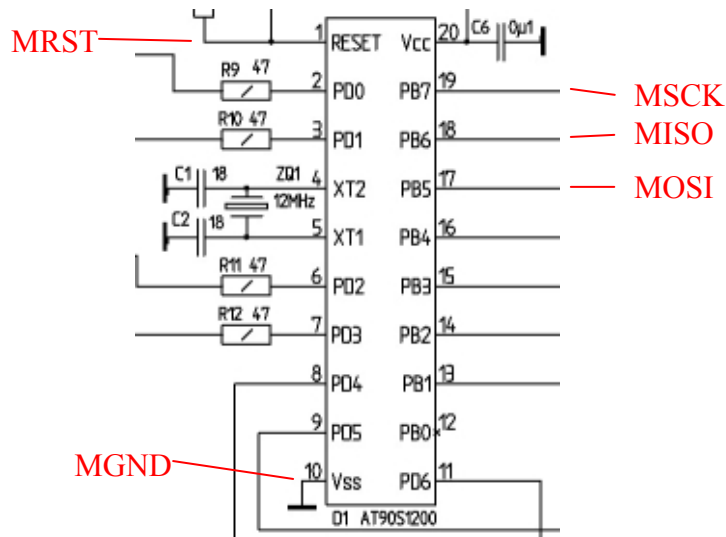 MRST
1 RESET Vcc 20 C6 0µ1
R9 47 2 PD0 PB7 19 MSCK
R10 47 3 PD1 PB6 18 MISO
C1 18 ZQ1 4 XT2 PB5 17 MOSI
12MHz
C2 18 5 XT1 PB4 16
R11 47 6 PD2 PB3 15
R12 47 7 PD3 PB2 14
8 PD4 PB1 13
9 PD5 PB0 12
MGND 10 Vss PD6 11
D1 AT90S1200